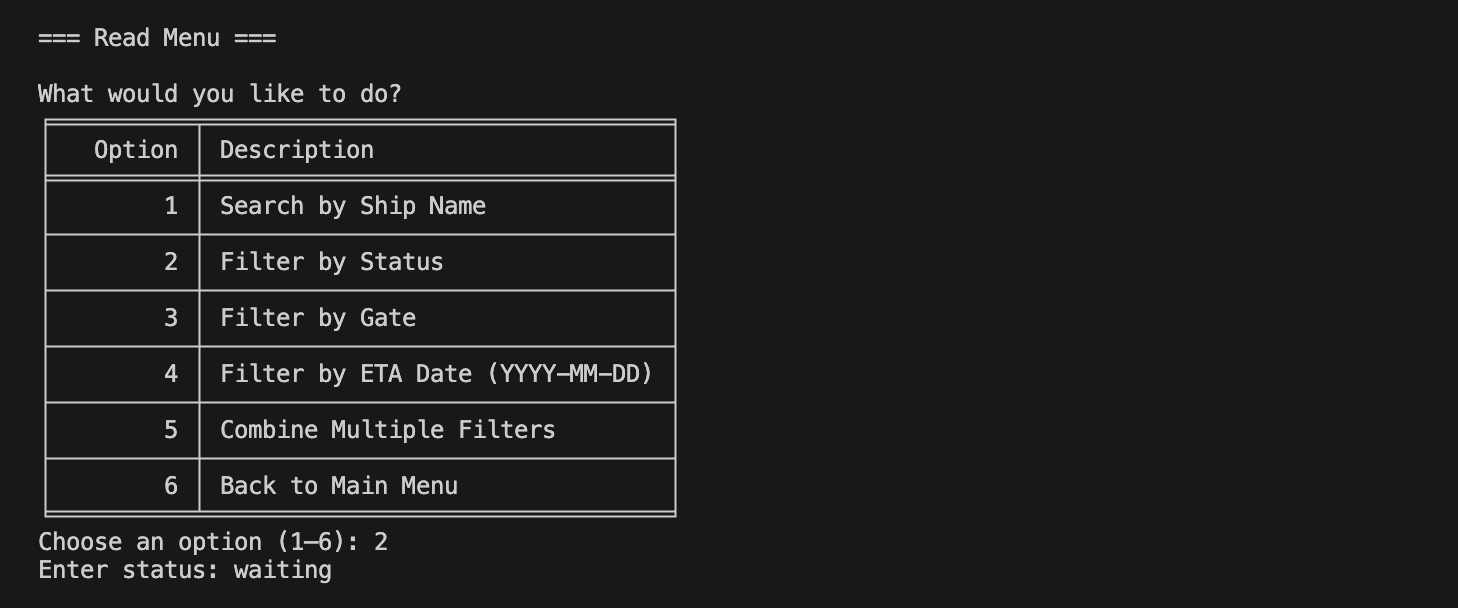 === Read Menu ===
What would you like to do?
Option Description
1 Search by Ship Name
2 Filter by Status
3 Filter by Gate
4 Filter by ETA Date (YYYY-MM-DD)
5 Combine Multiple Filters
6 Back to Main Menu
Choose an option (1–6): 2
Enter status: waiting